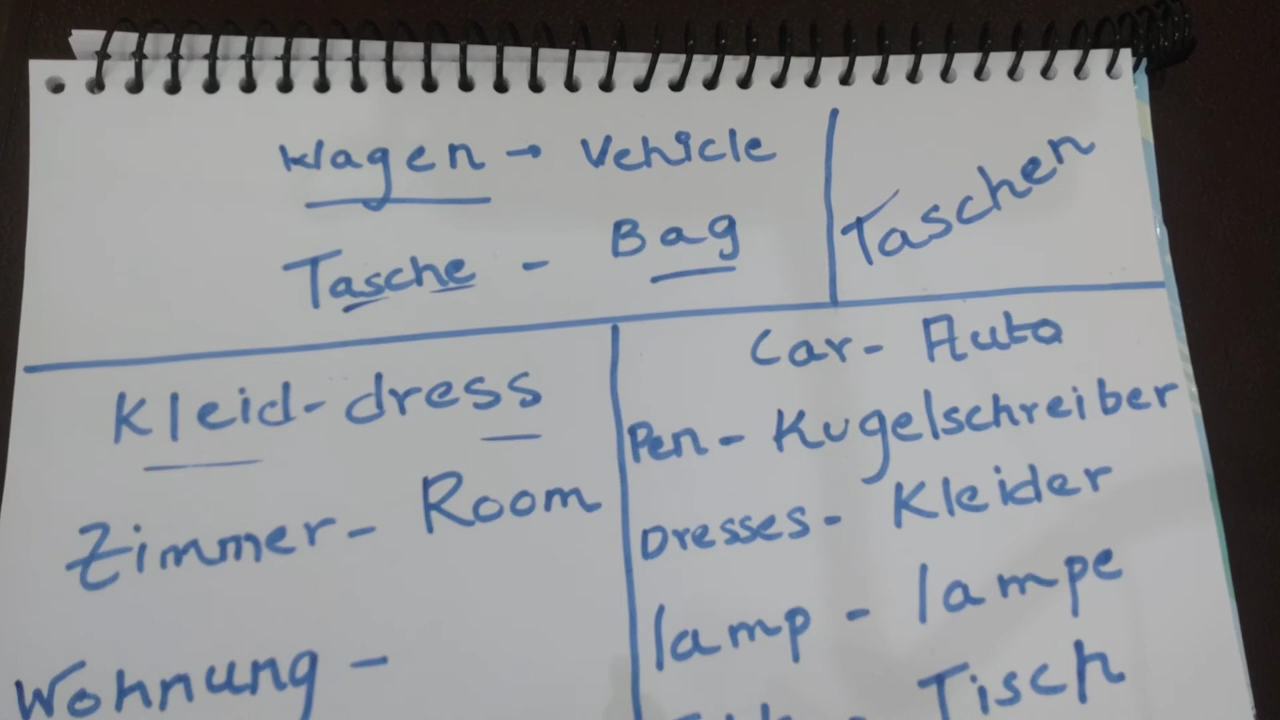 Wagen → Vehicle
Tasche - Bag
Taschen
Kleid - dress
Zimmer - Room
Wohnung -
Car - Auto
Pen - Kugelschreiber
Dresses - Kleider
lamp - lampe
- Tisch